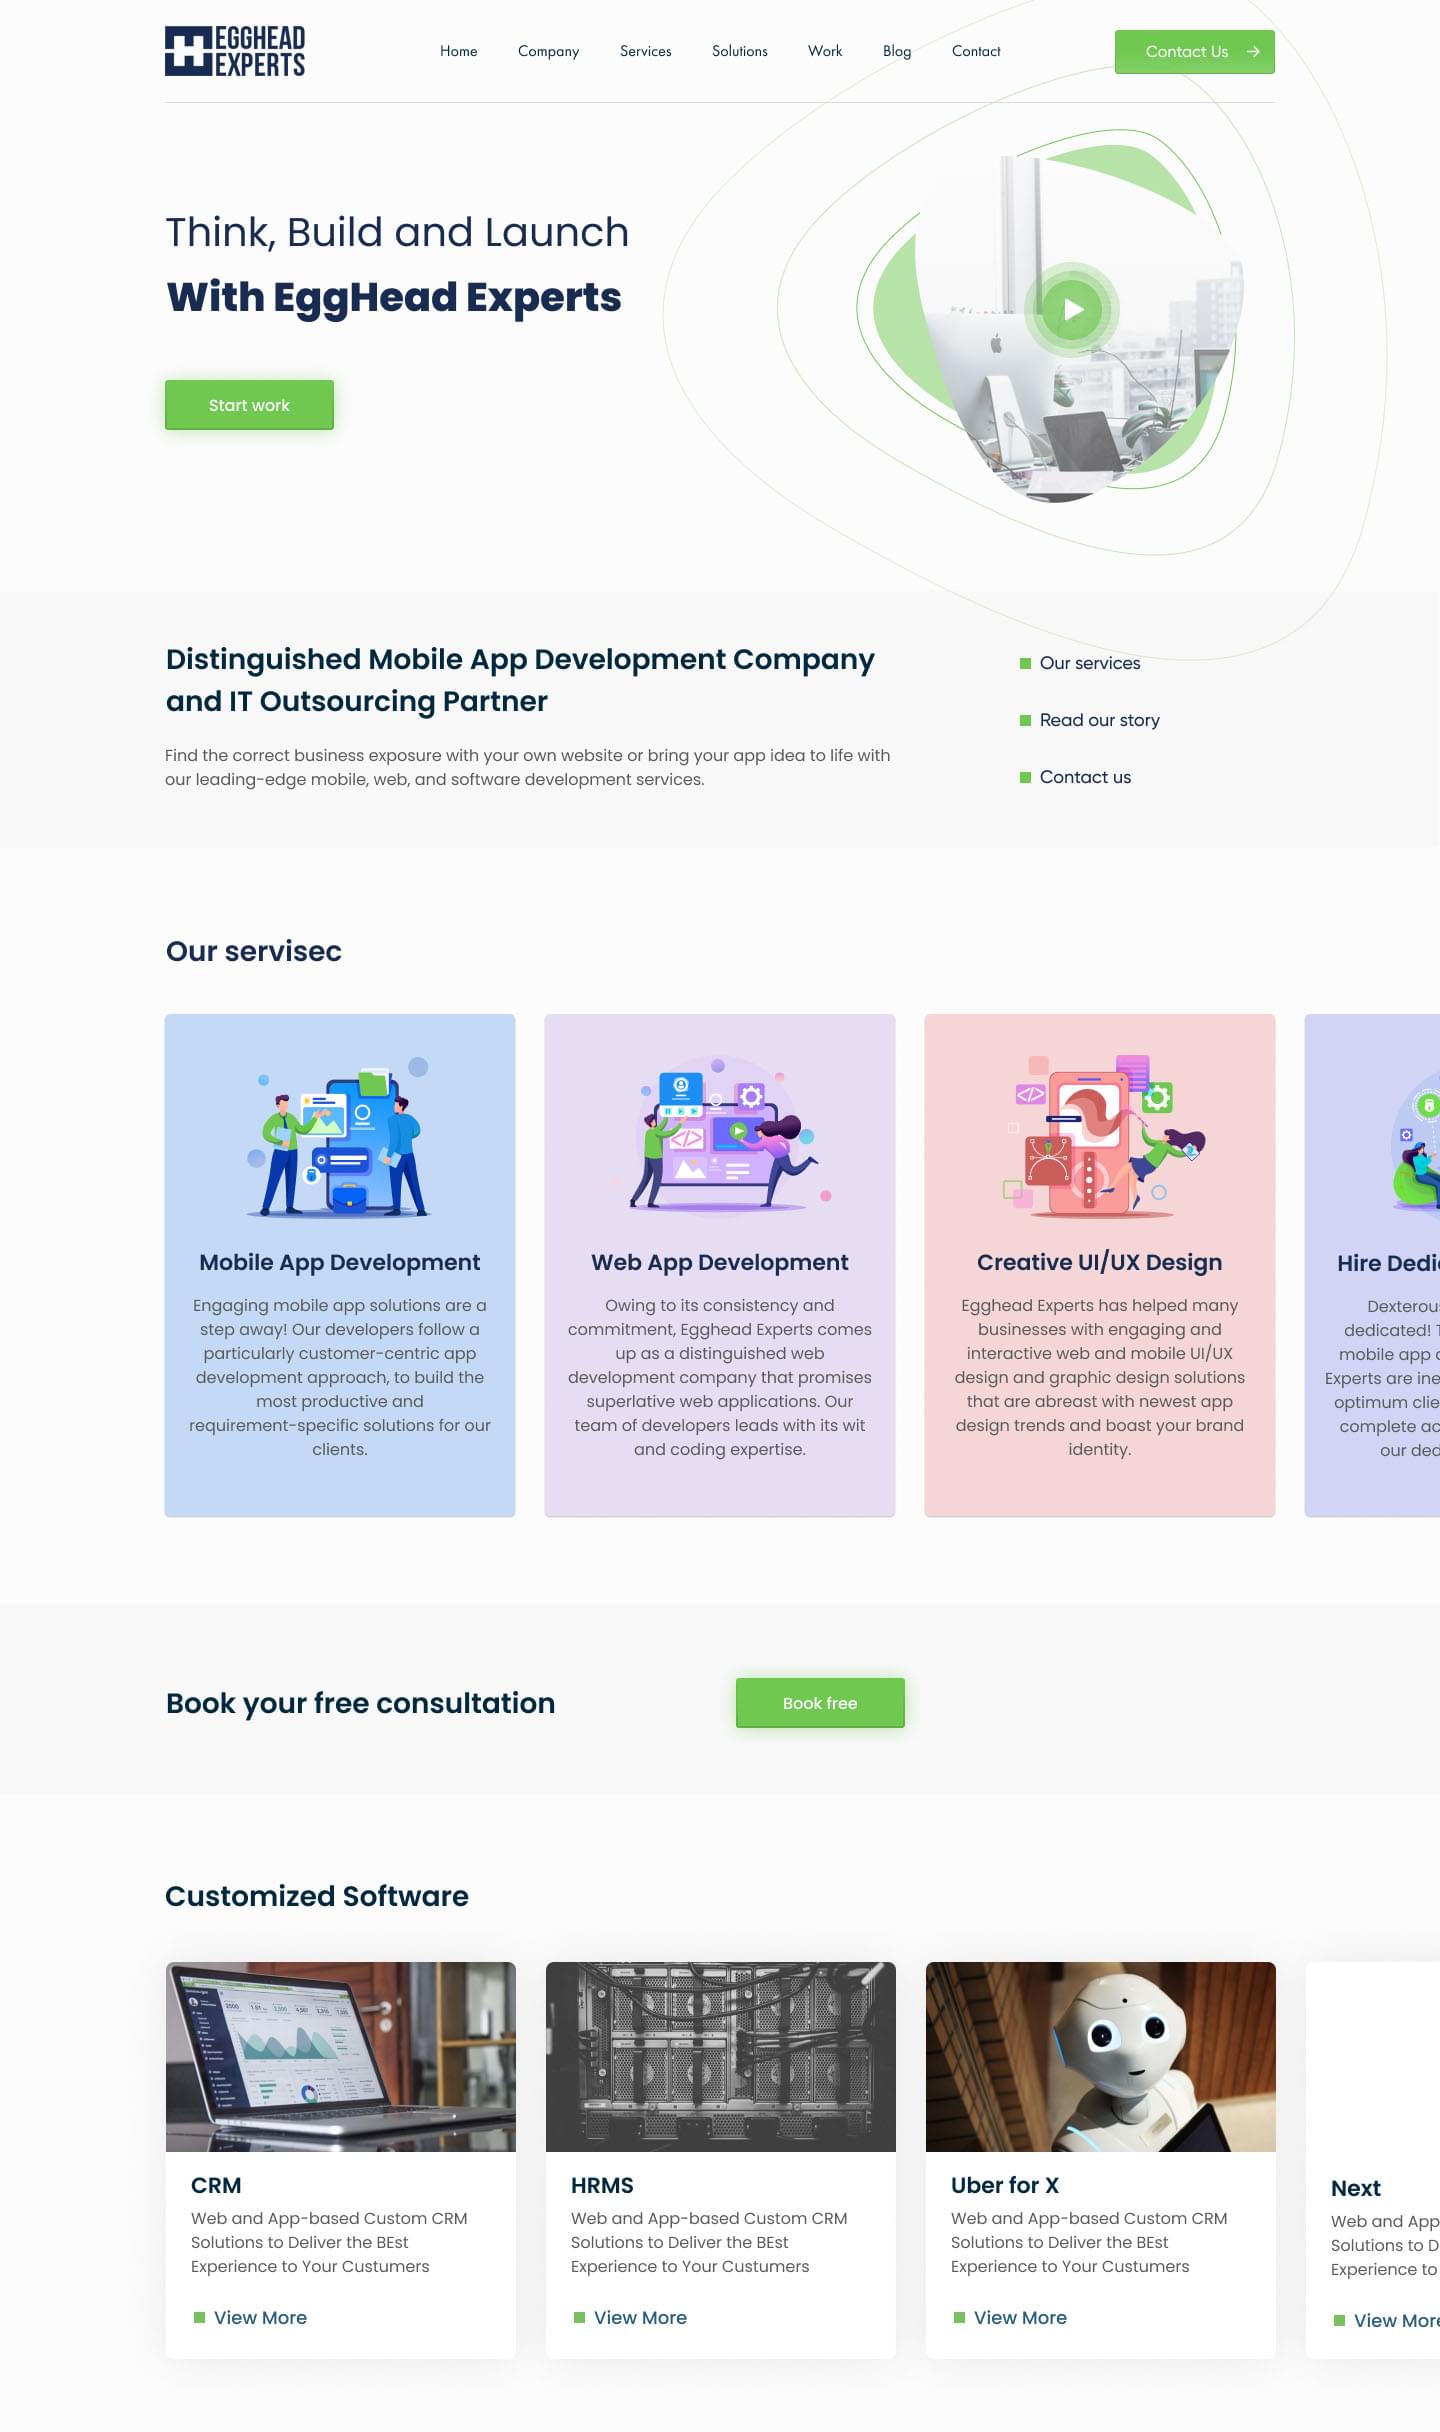 EGGHEAD
EXPERTS
Home Company Services Solutions Work Blog Contact
Contact Us
Think, Build and Launch
With EggHead Experts
Start work
Distinguished Mobile App Development Company
and IT Outsourcing Partner
Find the correct business exposure with your own website or bring your app idea to life with
our leading-edge mobile, web, and software development services.
Our services
Read our story
Contact us
Our servisec
Mobile App Development
Engaging mobile app solutions are a
step away! Our developers follow a
particularly customer-centric app
development approach, to build the
most productive and
requirement-specific solutions for our
clients.
Web App Development
Owing to its consistency and
commitment, Egghead Experts comes
up as a distinguished web
development company that promises
superlative web applications. Our
team of developers leads with its wit
and coding expertise.
Creative UI/UX Design
Egghead Experts has helped many
businesses with engaging and
interactive web and mobile UI/UX
design and graphic design solutions
that are abreast with newest app
design trends and boast your brand
identity.
Hire
dedicated!
mobile app
Experts are
optimum
complete
our
Book your free consultation
Book free
Customized Software
CRM
Web and App-based Custom CRM
Solutions to Deliver the BEst
Experience to Your Custumers
View More
HRMS
Web and App-based Custom CRM
Solutions to Deliver the BEst
Experience to Your Custumers
View More
Uber for X
Web and App-based Custom CRM
Solutions to Deliver the BEst
Experience to Your Custumers
View More
Next
Web and App
Solutions to
Experience to
View